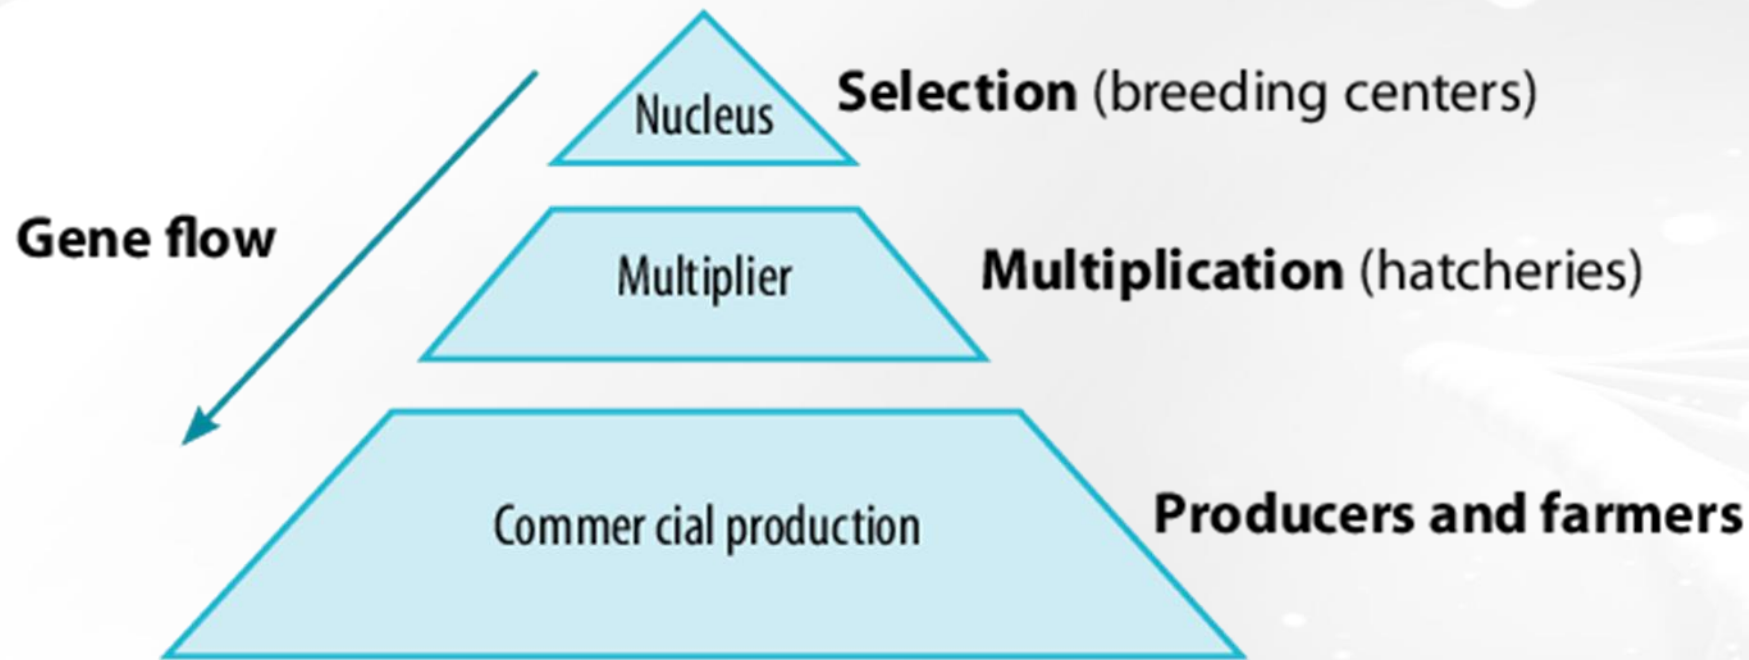 Nucleus
Selection (breeding centers)
Gene flow
Multiplier
Multiplication (hatcheries)
Commer cial production
Producers and farmers